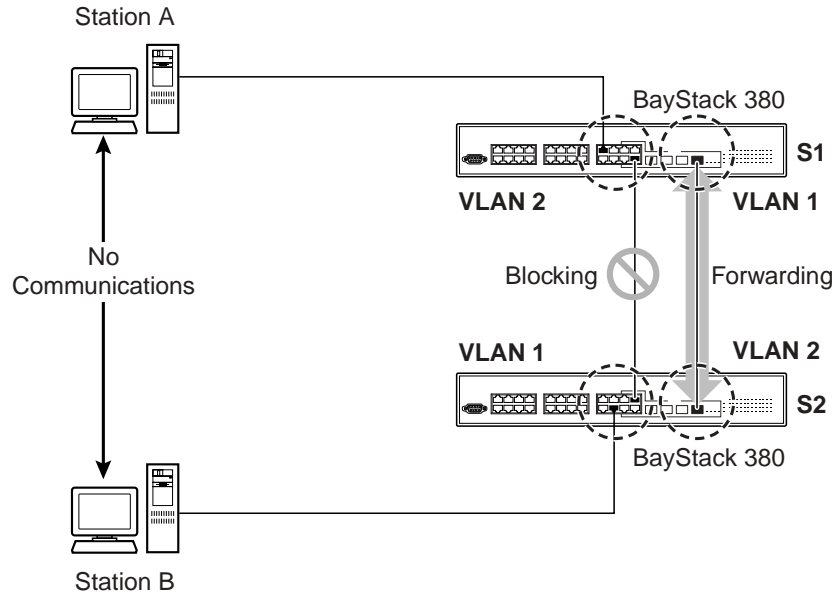 Station A
BayStack 380
S1
VLAN 2
VLAN 1
No
Communications
Blocking
Forwarding
VLAN 1
VLAN 2
S2
BayStack 380
Station B